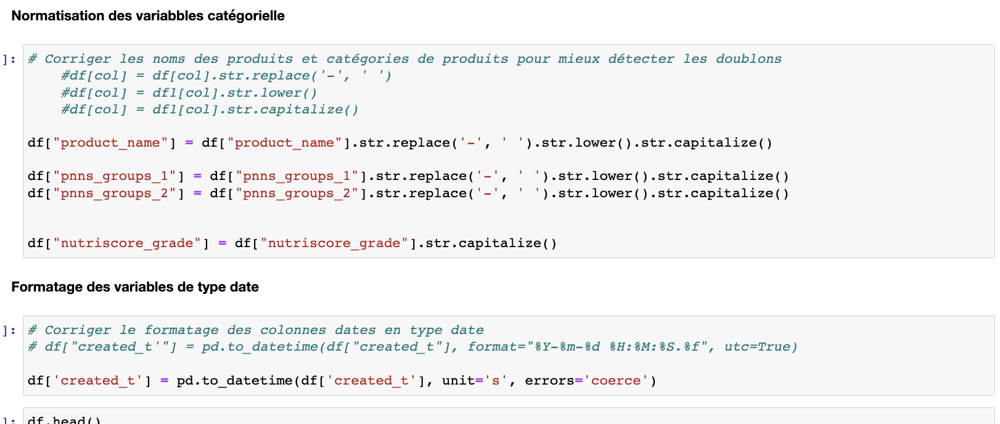 Normatisation des variabbles catégorielle
]: # Corriger les noms des produits et catégories de produits pour mieux détecter les doublons
#df[col] = df[col].str.replace('-', ' ')
#df[col] = df1[col].str.lower()
#df[col] = df1[col].str.capitalize()
df["product_name"] = df["product_name"].str.replace('-', ' ').str.lower().str.capitalize()
df["pnns_groups_1"] = df["pnns_groups_1"].str.replace('-', ' ').str.lower().str.capitalize()
df["pnns_groups_2"] = df["pnns_groups_2"].str.replace('-', ' ').str.lower().str.capitalize()
df["nutriscore_grade"] = df["nutriscore_grade"].str.capitalize()
Formatage des variables de type date
]: # Corriger le formatage des colonnes dates en type date
# df["created_t'"] = pd.to_datetime(df["created_t"], format="%Y-%m-%d %H:%M:%S.%f", utc=True)
df['created_t'] = pd.to_datetime(df['created_t'], unit='s', errors='coerce')
]: df.head()